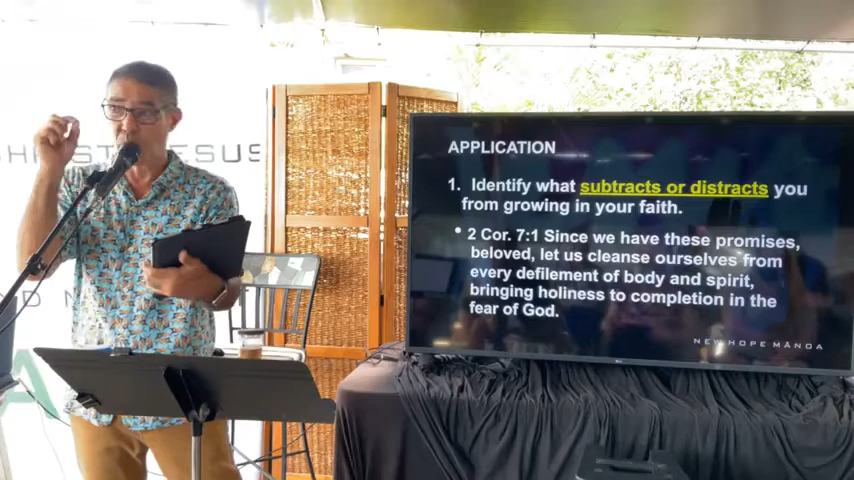 CHRIST JESUS
APPLICATION
1. Identify what subtracts or distracts you
from growing in your faith.
• 2 Cor. 7:1 Since we have these promises,
beloved, let us cleanse ourselves from
every defilement of body and spirit,
bringing holiness to completion in the
fear of God.
NEW HOPE MĀNOA